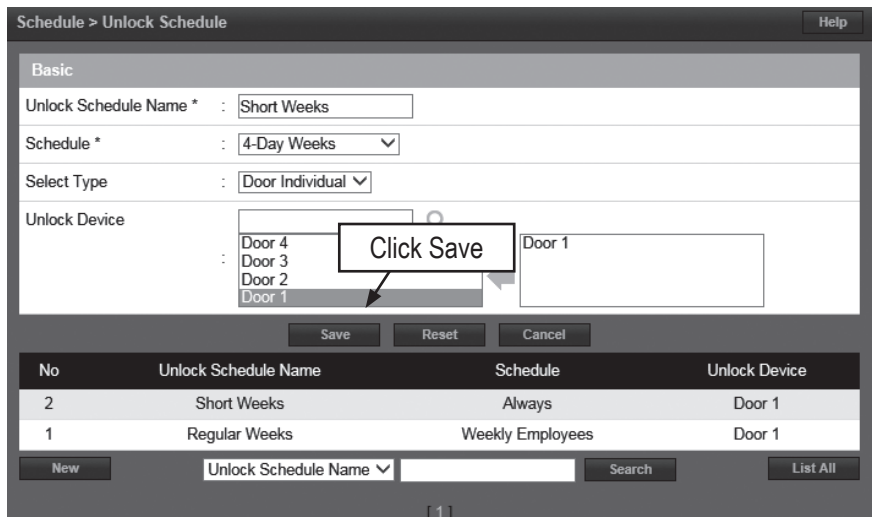 Schedule > Unlock Schedule Help
Basic
Unlock Schedule Name * : Short Weeks
Schedule * : 4-Day Weeks
Select Type : Door Individual
Unlock Device :
Door 4
Door 3
Door 2
Door 1
Click Save
Door 1
Save Reset Cancel
No Unlock Schedule Name Schedule Unlock Device
2 Short Weeks Always Door 1
1 Regular Weeks Weekly Employees Door 1
New Unlock Schedule Name Search List All
[ 1 ]